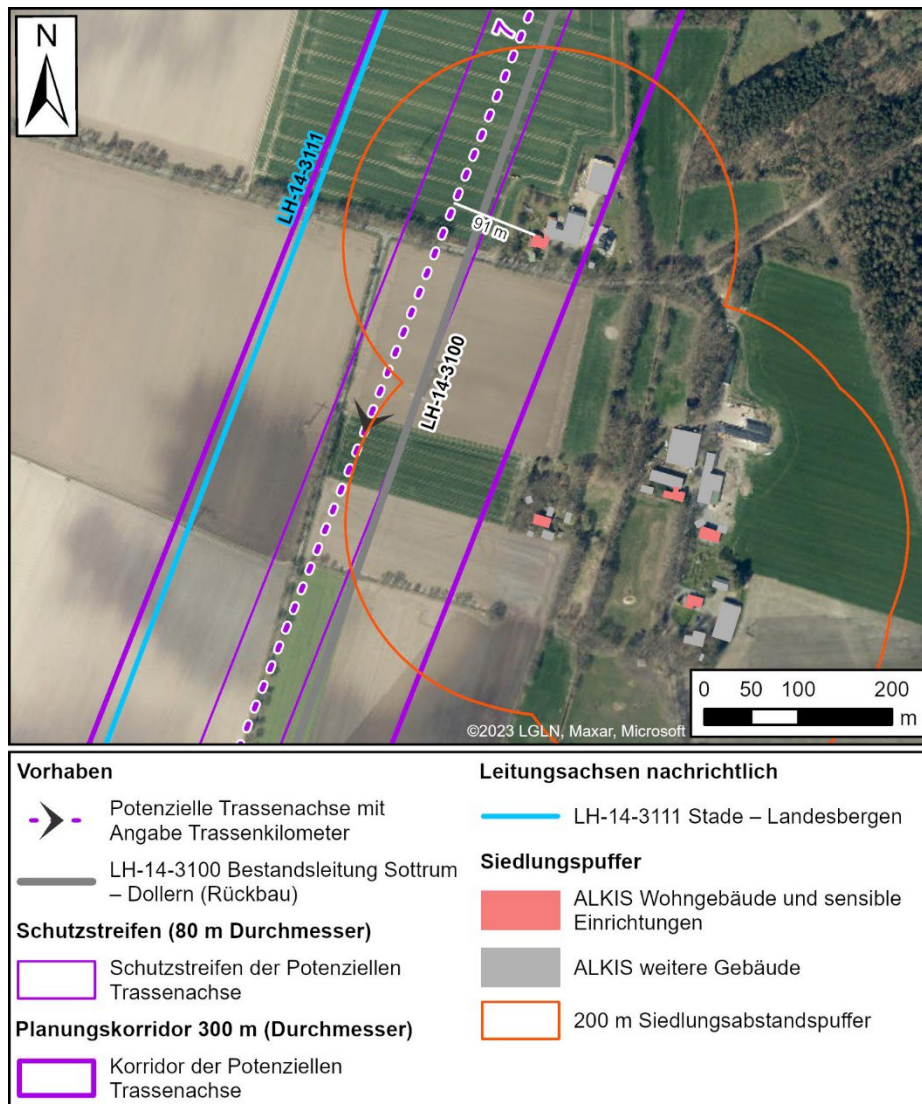 N
7
LH-14-3111
91 m
LH-14-3100
0 50 100 200
m
©2023 LGLN, Maxar, Microsoft
Vorhaben
Potenzielle Trassenachse mit
Angabe Trassenkilometer
LH-14-3100 Bestandsleitung Sottrum
– Dollern (Rückbau)
Schutzstreifen (80 m Durchmesser)
Schutzstreifen der Potenziellen
Trassenachse
Planungskorridor 300 m (Durchmesser)
Korridor der Potenziellen
Trassenachse
Leitungsachsen nachrichtlich
LH-14-3111 Stade – Landesbergen
Siedlungspuffer
ALKIS Wohngebäude und sensible
Einrichtungen
ALKIS weitere Gebäude
200 m Siedlungsabstandspuffer